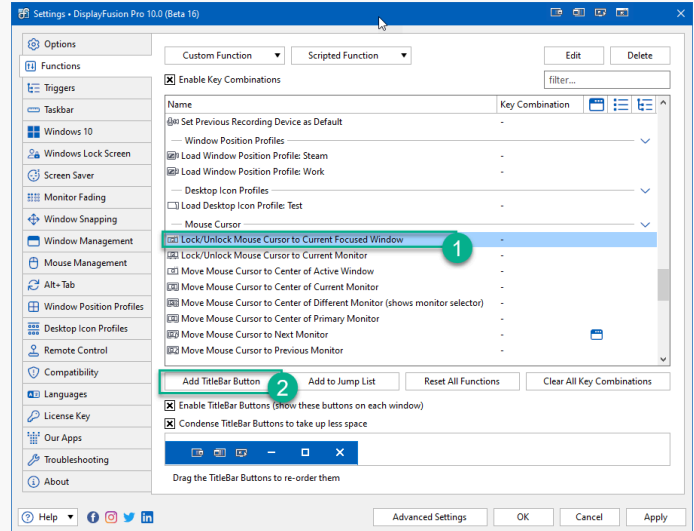 Settings • DisplayFusion Pro 10.0 (Beta 16)
Options
Functions
Triggers
Taskbar
Windows 10
Windows Lock Screen
Screen Saver
Monitor Fading
Window Snapping
Window Management
Mouse Management
Alt+Tab
Window Position Profiles
Desktop Icon Profiles
Remote Control
Compatibility
Languages
License Key
Our Apps
Troubleshooting
About
Custom Function Scripted Function Edit Delete
Enable Key Combinations filter...
Name Key Combination
Set Previous Recording Device as Default -
Window Position Profiles
Load Window Position Profile: Steam -
Load Window Position Profile: Work -
Desktop Icon Profiles
Load Desktop Icon Profile: Test -
Mouse Cursor
Lock/Unlock Mouse Cursor to Current Focused Window -
1
Lock/Unlock Mouse Cursor to Current Monitor -
Move Mouse Cursor to Center of Active Window -
Move Mouse Cursor to Center of Current Monitor -
Move Mouse Cursor to Center of Different Monitor (shows monitor selector) -
Move Mouse Cursor to Center of Primary Monitor -
Move Mouse Cursor to Next Monitor -
Move Mouse Cursor to Previous Monitor -
Add TitleBar Button Add to Jump List Reset All Functions Clear All Key Combinations
2
Enable TitleBar Buttons (show these buttons on each window)
Condense TitleBar Buttons to take up less space
Drag the TitleBar Buttons to re-order them
Help Advanced Settings OK Cancel Apply